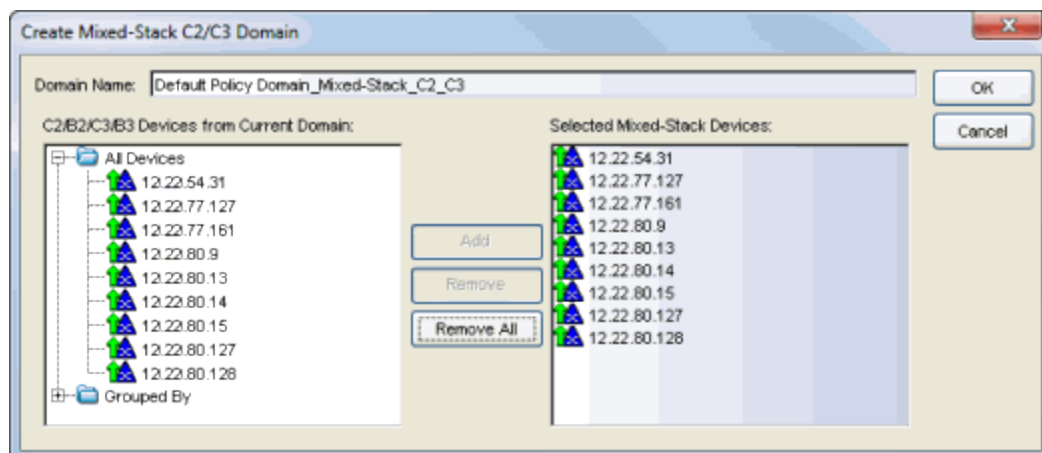 Create Mixed-Stack C2/C3 Domain
Domain Name: Default Policy Domain_Mixed-Stack_C2_C3
OK
Cancel
C2/B2/C3/B3 Devices from Current Domain:
All Devices
12.22.54.31
12.22.77.127
12.22.77.161
12.22.80.9
12.22.80.13
12.22.80.14
12.22.80.15
12.22.80.127
12.22.80.128
Grouped By
Add
Remove
Remove All
Selected Mixed-Stack Devices:
12.22.54.31
12.22.77.127
12.22.77.161
12.22.80.9
12.22.80.13
12.22.80.14
12.22.80.15
12.22.80.127
12.22.80.128